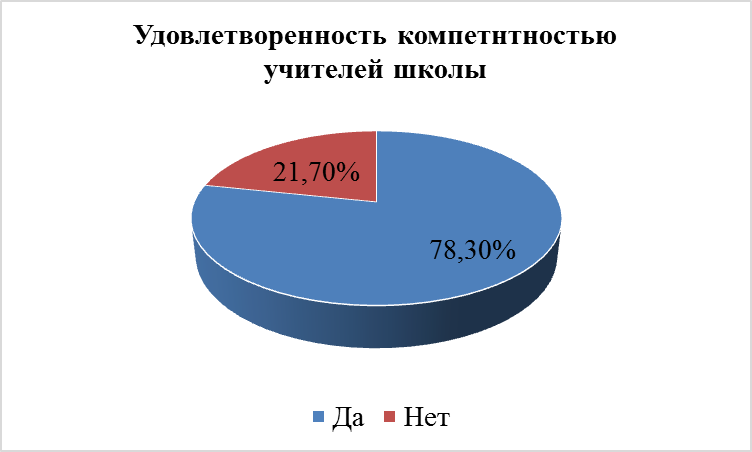 Удовлетворенность компетнтностью
учителей школы
21,70%
78,30%
Да Нет